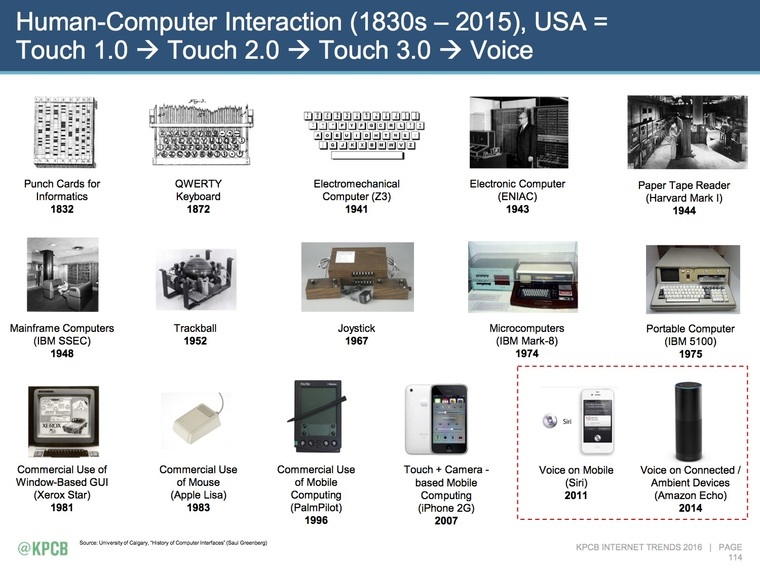 Human-Computer Interaction (1830s – 2015), USA =
Touch 1.0 → Touch 2.0 → Touch 3.0 → Voice
Punch Cards for
Informatics
1832
QWERTY
Keyboard
1872
Electromechanical
Computer (Z3)
1941
Electronic Computer
(ENIAC)
1943
Paper Tape Reader
(Harvard Mark I)
1944
Mainframe Computers
(IBM SSEC)
1948
Trackball
1952
Joystick
1967
Microcomputers
(IBM Mark-8)
1974
Portable Computer
(IBM 5100)
1975
XEROX
Commercial Use of
Window-Based GUI
(Xerox Star)
1981
Commercial Use
of Mouse
(Apple Lisa)
1983
Commercial Use
of Mobile
Computing
(PalmPilot)
1996
Touch + Camera -
based Mobile
Computing
(iPhone 2G)
2007
Siri
Voice on Mobile
(Siri)
2011
Voice on Connected /
Ambient Devices
(Amazon Echo)
2014
@KPCB
Source: University of Calgary, "History of Computer Interfaces" (Saul Greenberg)
KPCB INTERNET TRENDS 2016 | PAGE
114